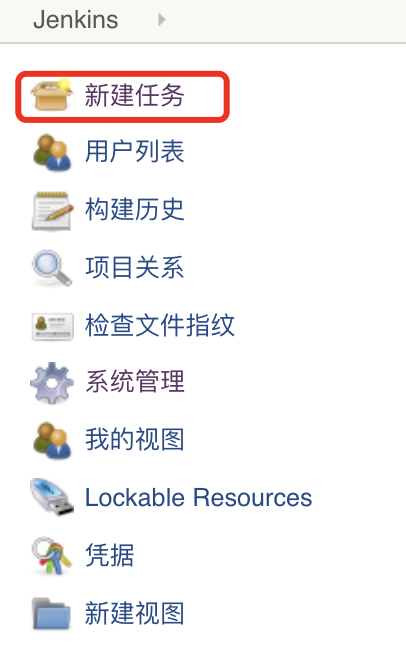 Jenkins
新建任务
用户列表
构建历史
项目关系
检查文件指纹
系统管理
我的视图
Lockable Resources
凭据
新建视图